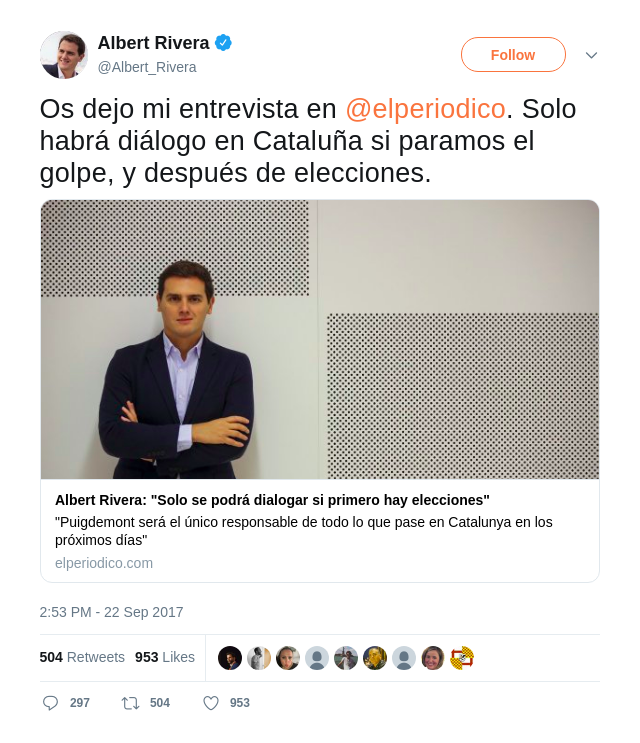 Albert Rivera
@Albert_Rivera
Follow
Os dejo mi entrevista en @elperiodico. Solo
habrá diálogo en Cataluña si paramos el
golpe, y después de elecciones.
Albert Rivera: "Solo se podrá dialogar si primero hay elecciones"
"Puigdemont será el único responsable de todo lo que pase en Catalunya en los
próximos días"
elperiodico.com
2:53 PM - 22 Sep 2017
504 Retweets 953 Likes
297 504 953